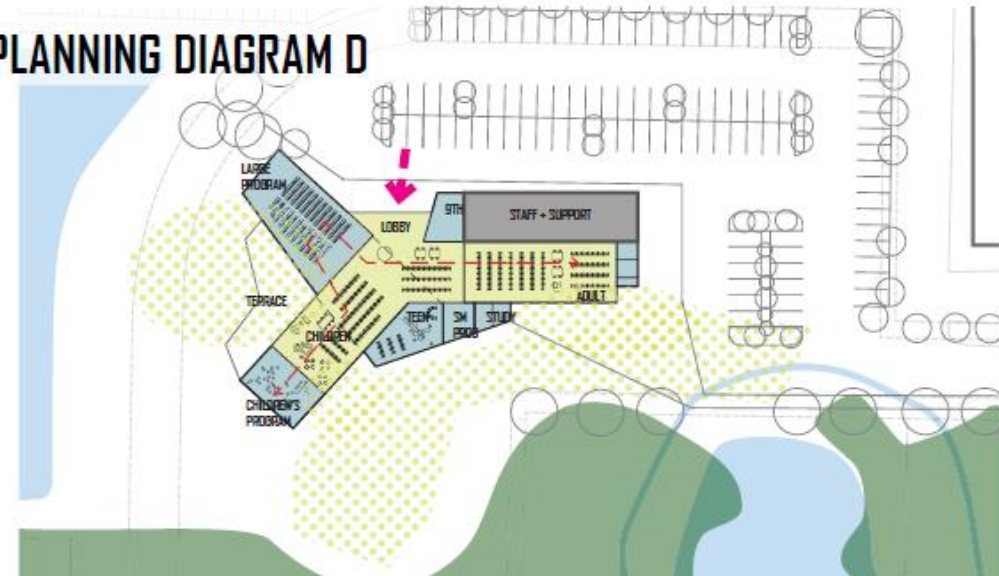 PLANNING DIAGRAM D
LARGE
PROGRAM
LOBBY
9TH
STAFF + SUPPORT
TERRACE
CHILDREN
TEEN
SM
PROG
STUDY
ADULT
CHILDREN'S
PROGRAM